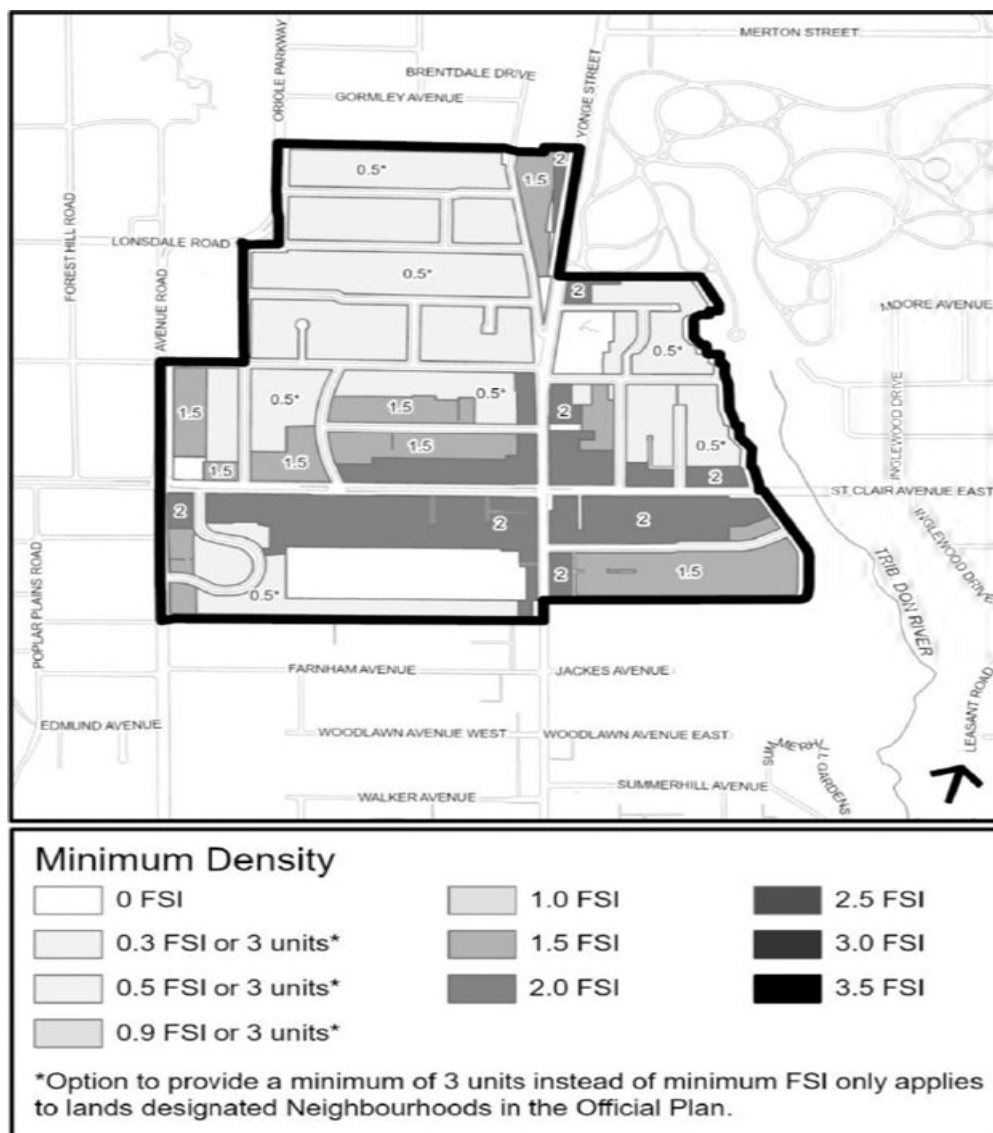 MERTON STREET
ORIOLE PARKWAY
BRENTDALE DRIVE
GORMLEY AVENUE
YONGE STREET
0.5*
1.5
2
FOREST HILL ROAD
LONSDALE ROAD
AVENUE ROAD
0.5*
2
MOORE AVENUE
0.5*
INGLEWOOD DRIVE
1.5
0.5*
1.5
0.5*
2
1.5
1.5
1.5
0.5*
2
ST CLAIR AVENUE EAST
2
2
2
INGLEWOOD DRIVE
POPLAR PLAINS ROAD
0.5*
2
1.5
TRIB. DON RIVER
FARNHAM AVENUE
JACKES AVENUE
LEASANT ROAD
EDMUND AVENUE
WOODLAWN AVENUE WEST
WOODLAWN AVENUE EAST
SUMMERHILL GARDENS
SUMMERHILL AVENUE
WALKER AVENUE
Minimum Density
0 FSI
0.3 FSI or 3 units*
0.5 FSI or 3 units*
0.9 FSI or 3 units*
1.0 FSI
1.5 FSI
2.0 FSI
2.5 FSI
3.0 FSI
3.5 FSI
*Option to provide a minimum of 3 units instead of minimum FSI only applies
to lands designated Neighbourhoods in the Official Plan.